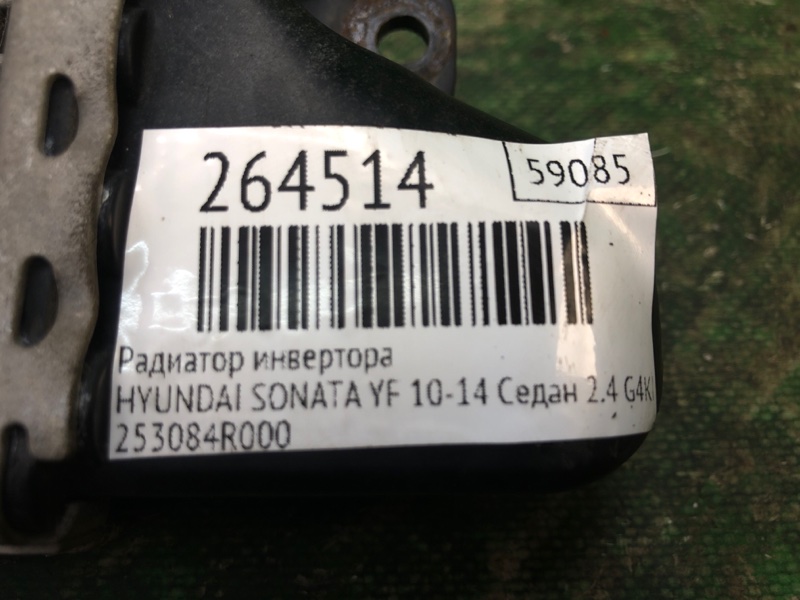 264514
59085
Радиатор инвертора
HYUNDAI SONATA YF 10-14 Седан 2.4 G4K
253084R000